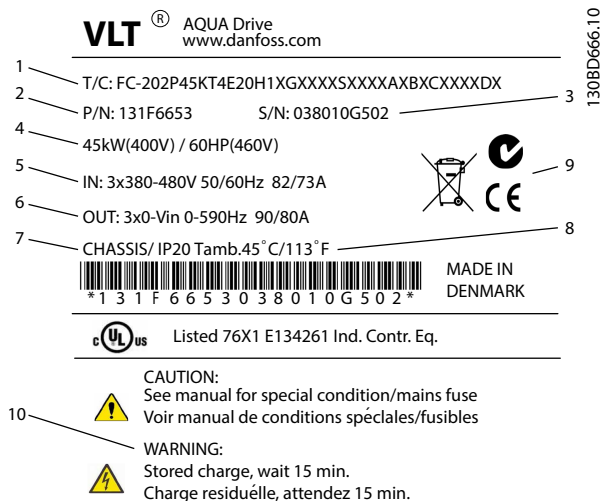 VLT ® AQUA Drive
www.danfoss.com
130BD666.10
1
T/C: FC-202P45KT4E20H1XGXXXXSXXXXAXBXCXXXXDX
2
P/N: 131F6653 S/N: 038010G502
3
4
45kW(400V) / 60HP(460V)
5
IN: 3x380-480V 50/60Hz 82/73A
6
OUT: 3x0-Vin 0-590Hz 90/80A
7
CHASSIS/ IP20 Tamb.45˚C/113˚F
8
9
CE
*131F6653038010G502*
MADE IN
DENMARK
c UL us Listed 76X1 E134261 Ind. Contr. Eq.
CAUTION:
See manual for special condition/mains fuse
Voir manual de conditions spéclales/fusibles
10
WARNING:
Stored charge, wait 15 min.
Charge residuélle, attendez 15 min.